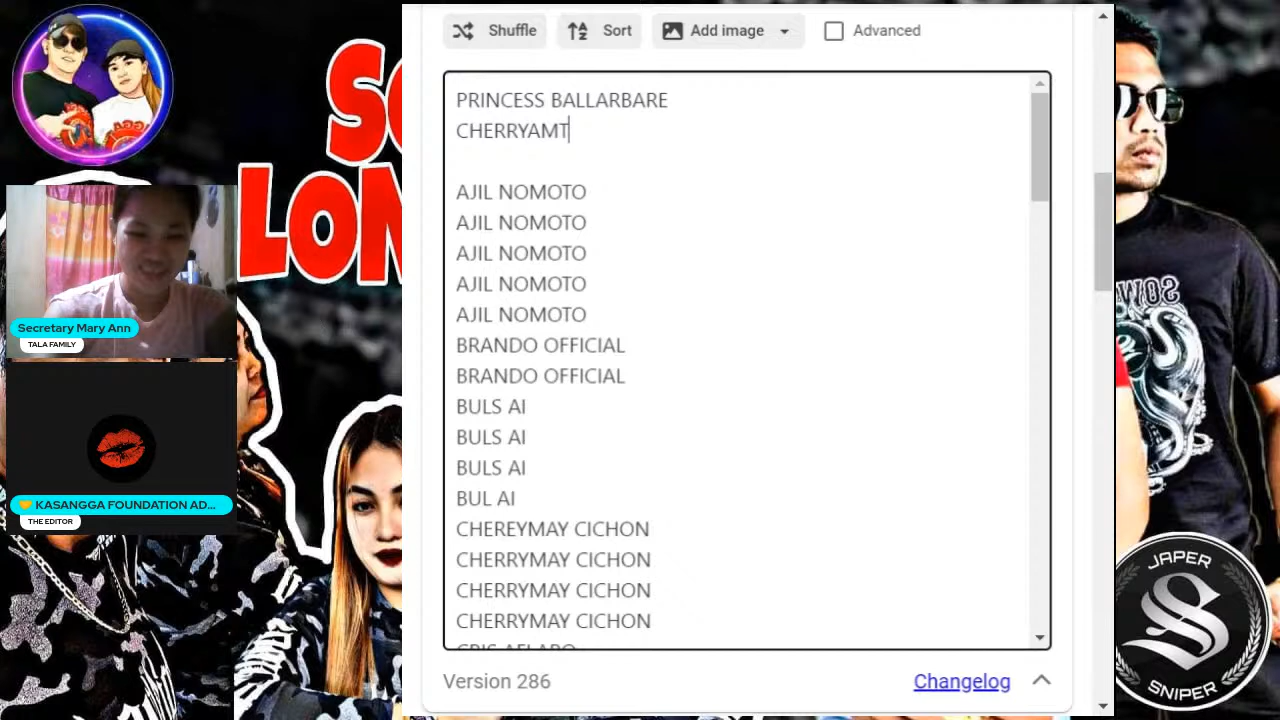 Shuffle Sort Add image Advanced
PRINCESS BALLARBARE
CHERRYAMT
AJIL NOMOTO
AJIL NOMOTO
AJIL NOMOTO
AJIL NOMOTO
AJIL NOMOTO
BRANDO OFFICIAL
BRANDO OFFICIAL
BULS AI
BULS AI
BULS AI
BUL AI
CHEREYMAY CICHON
CHERRYMAY CICHON
CHERRYMAY CICHON
CHERRYMAY CICHON
Version 286 Changelog
Secretary Mary Ann
TALA FAMILY
KASANGGA FOUNDATION AD...
THE EDITOR
JAPER
S
SNIPER